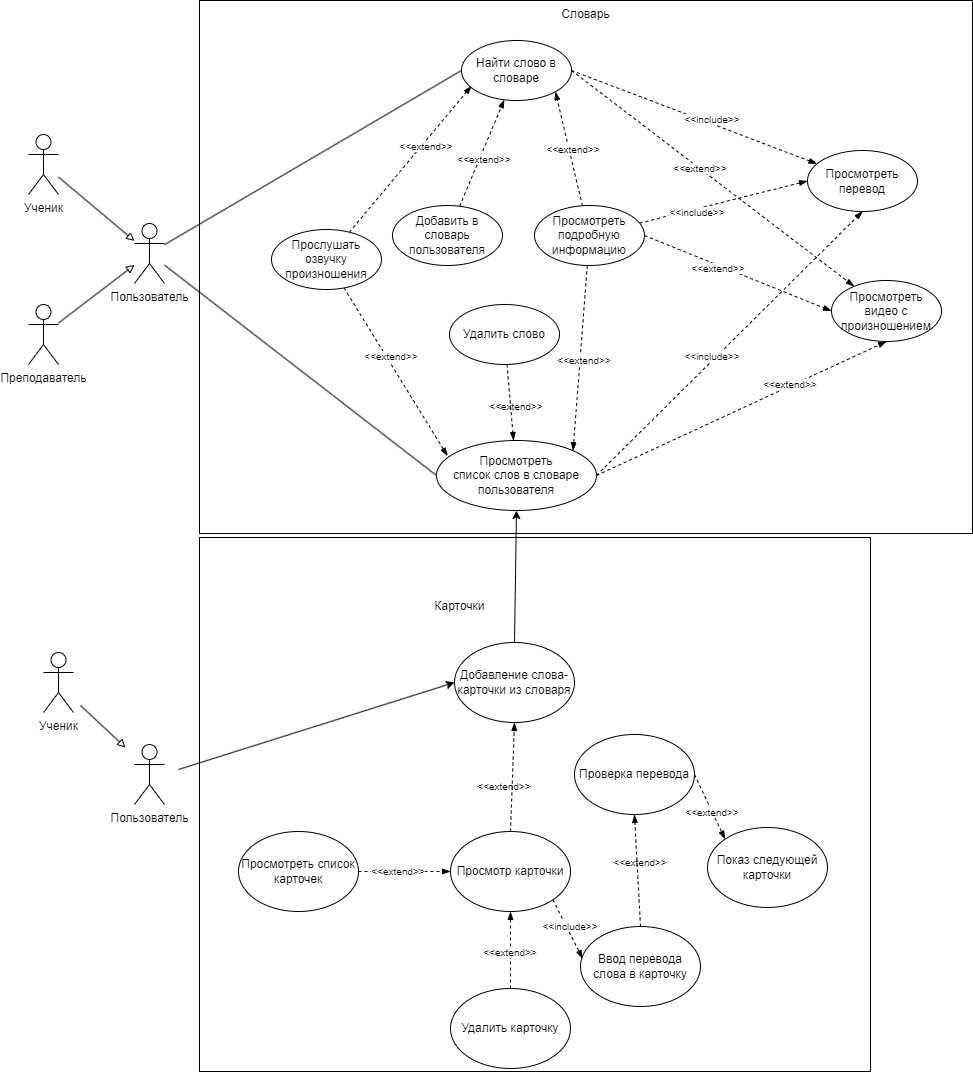 Словарь
Найти слово в
словаре
<<include>>
<<extend>>
<<extend>>
<<extend>>
<<extend>>
Просмотреть
перевод
Ученик
Прослушать
озвучку
произношения
Добавить в
словарь
пользователя
Просмотреть
подробную
информацию
<<include>>
<<extend>>
Пользователь
Просмотреть
видео с
произношением
Удалить слово
Преподаватель
<<extend>>
<<extend>>
<<include>>
<<extend>>
<<extend>>
Просмотреть
список слов в словаре
пользователя
Карточки
Добавление слова-
карточки из словаря
Ученик
Пользователь
<<extend>>
Проверка перевода
<<extend>>
Просмотреть список
карточек
<<extend>>
Просмотр карточки
<<extend>>
Показ следующей
карточки
<<include>>
<<extend>>
Ввод перевода
слова в карточку
Удалить карточку